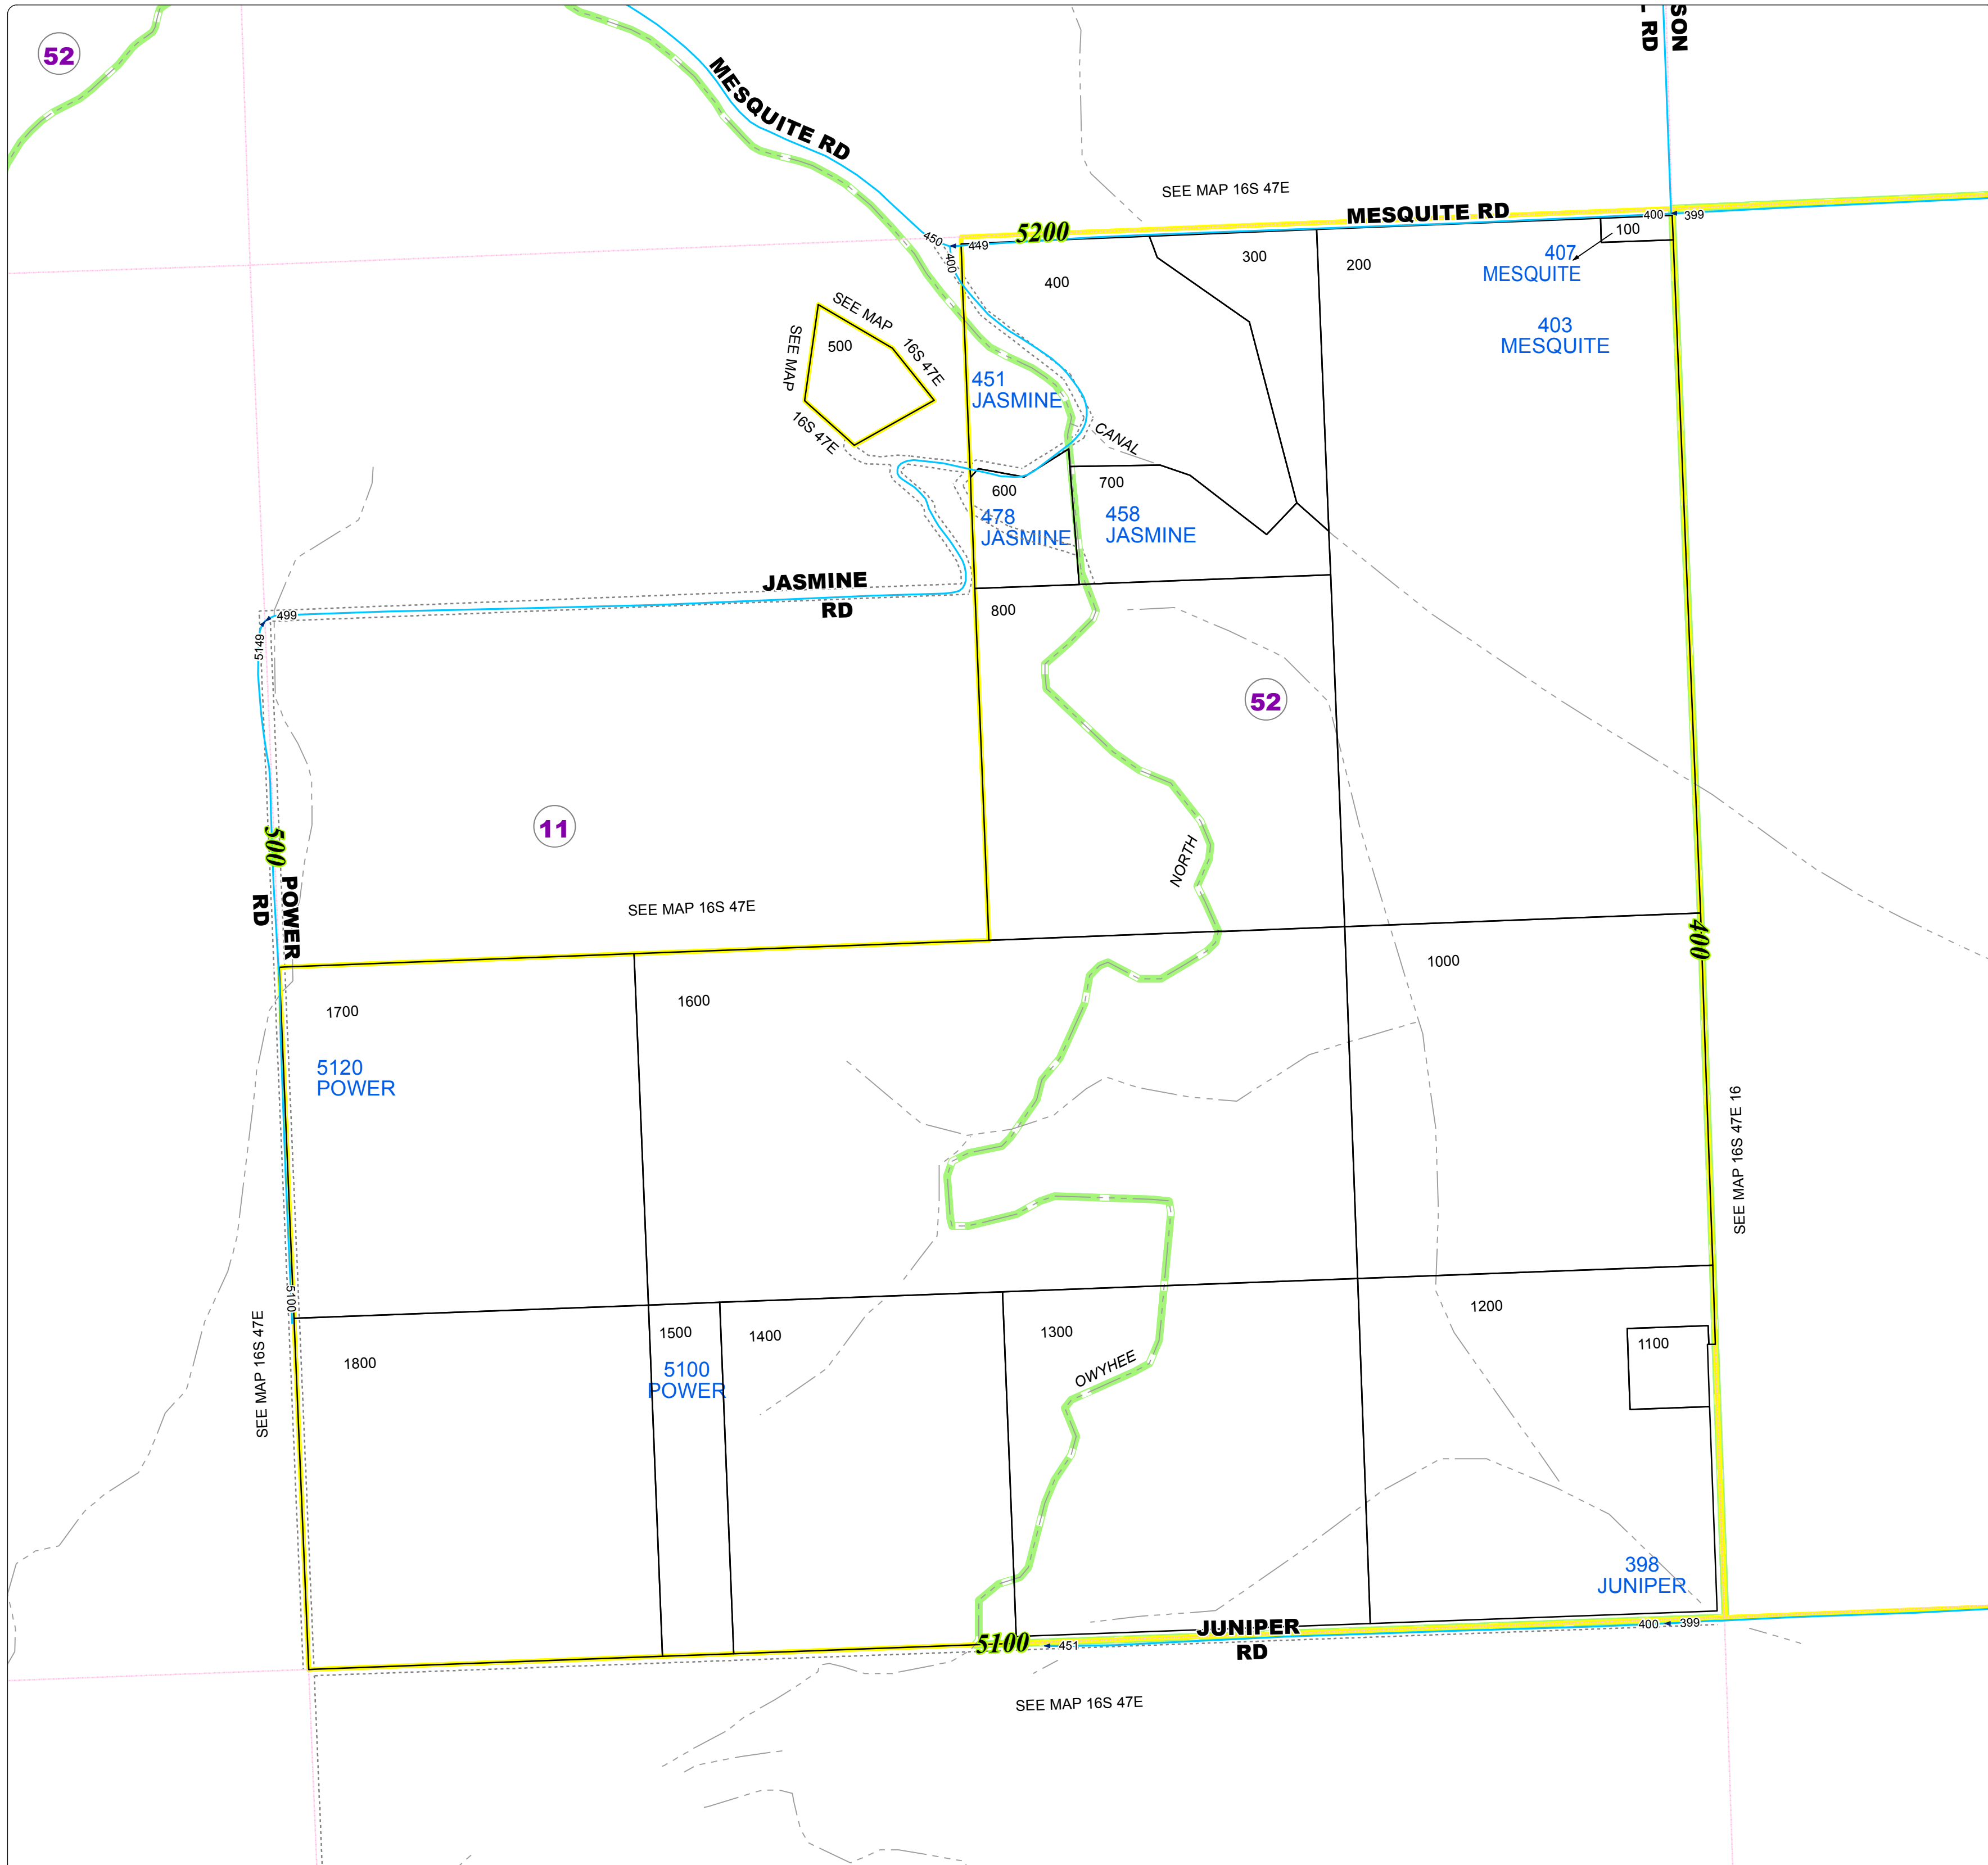 52
MESQUITE RD
SON
L RD
SEE MAP 16S 47E
MESQUITE RD
400
399
5200
450
449
400
100
407
MESQUITE
300
200
400
403
MESQUITE
SEE MAP
16S 47E
500
SEE MAP
16S 47E
451
JASMINE
CANAL
600
700
478
JASMINE
458
JASMINE
JASMINE
RD
499
5149
800
52
11
500
POWER
RD
NORTH
SEE MAP 16S 47E
400
1000
1700
1600
5120
POWER
SEE MAP 16S 47E 16
5100
SEE MAP 16S 47E
1800
1500
1400
1300
1200
1100
5100
POWER
OWYHEE
398
JUNIPER
5100
451
JUNIPER
RD
400
399
SEE MAP 16S 47E